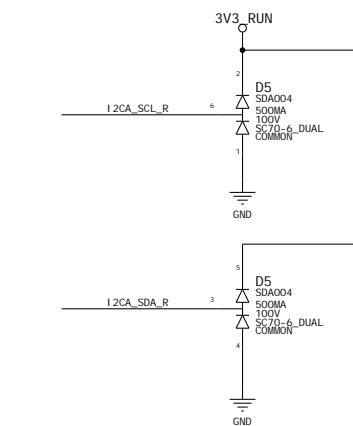 3V3_RUN
2
D5
SDA004
500MA
100V
SC70-6_DUAL
COMMON
I2CA_SCL_R
6
1
GND
5
D5
SDA004
500MA
100V
SC70-6_DUAL
COMMON
I2CA_SDA_R
3
4
GND